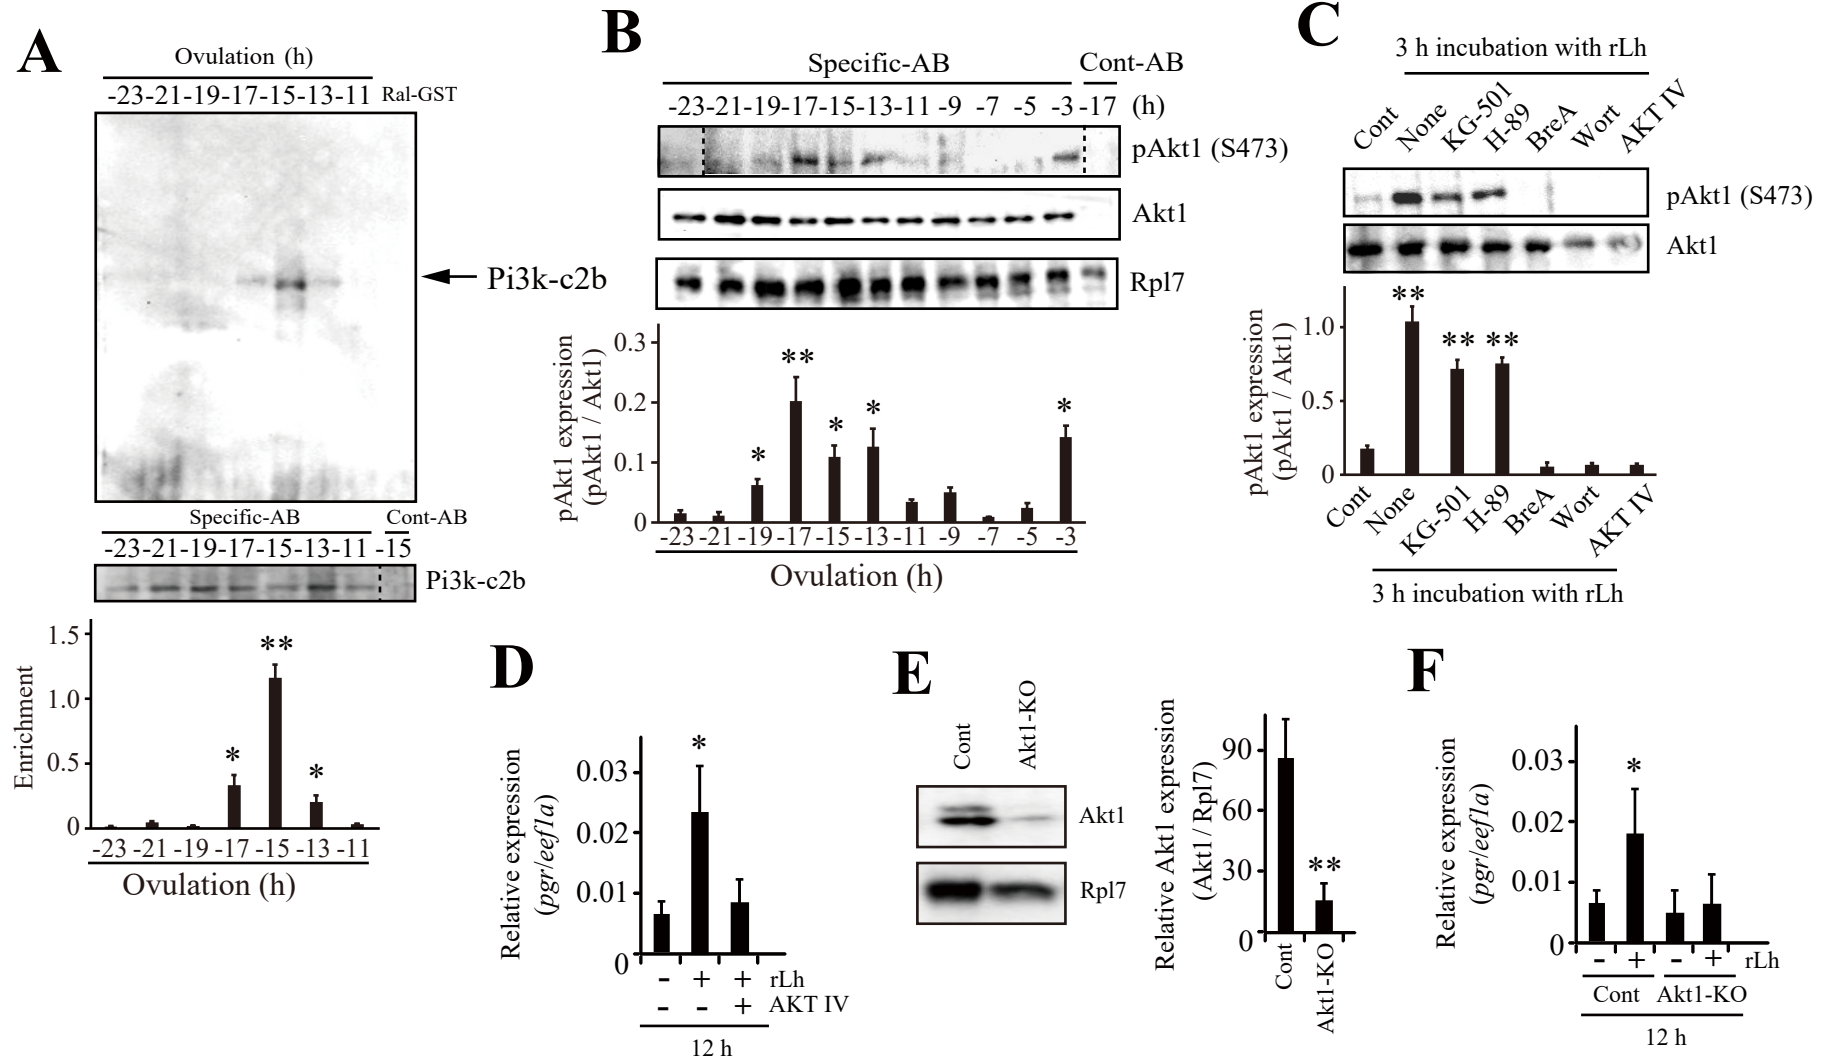 A
Ovulation (h)
-23-21-19-17-15-13-11 Ral-GST
Pi3k-c2b
Specific-AB Cont-AB
-23-21-19-17-15-13-11 -15
Pi3k-c2b
Enrichment
1.5
1.0
0.5
0
**
*
*
-23 -21 -19 -17 -15 -13 -11
Ovulation (h)
B
Specific-AB Cont-AB
-23-21-19-17-15-13-11 -9 -7 -5 -3 -17 (h)
pAkt1 (S473)
Akt1
Rpl7
pAkt1 expression
(pAkt1 / Akt1)
0.3
0.2
0.1
0
*
**
*
*
*
-23 -21 -19 -17 -15 -13 -11 -9 -7 -5 -3
Ovulation (h)
C
3 h incubation with rLh
Cont None KG-501 H-89 BreA Wort AKT IV
pAkt1 (S473)
Akt1
pAkt1 expression
(pAkt1 / Akt1)
1.0
0.5
0
**
**
**
Cont None KG-501 H-89 BreA Wort AKT IV
3 h incubation with rLh
D
Relative expression
(pgr/eef1a)
0.03
0.02
0.01
0
*
- + + rLh
- - + AKT IV
12 h
E
Cont Akt1-KO
Akt1
Rpl7
Relative Akt1 expression
(Akt1 / Rpl7)
90
60
30
0
**
Cont Akt1-KO
F
Relative expression
(pgr/eef1a)
0.03
0.02
0.01
0
*
- + - + rLh
Cont Akt1-KO
12 h